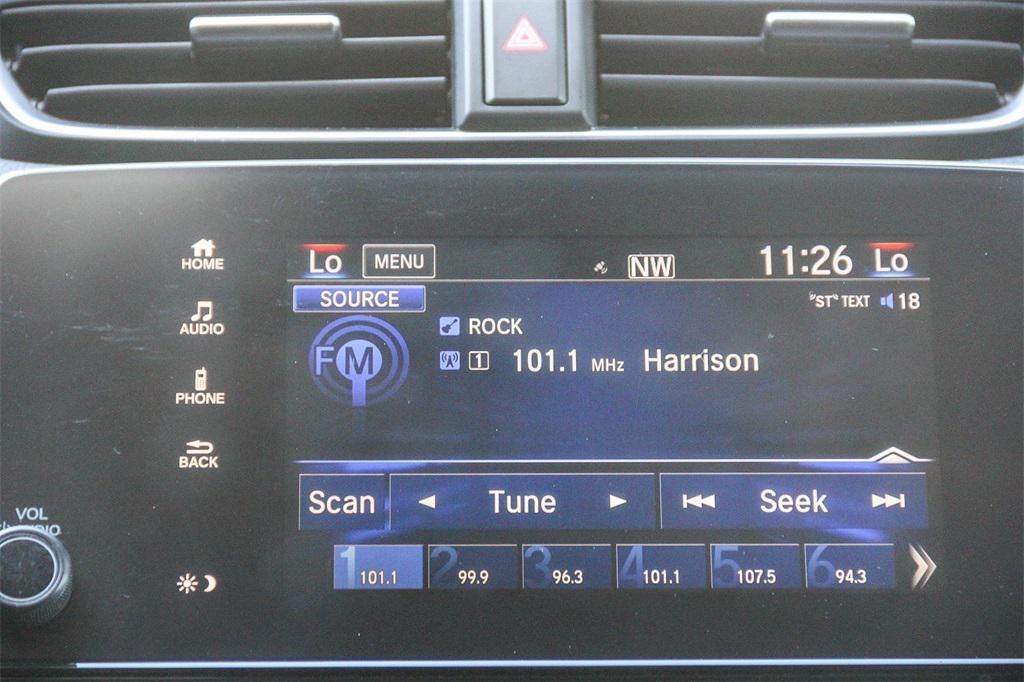 HOME
AUDIO
PHONE
BACK
VOL
AUDIO
Lo MENU NW 11:26 Lo
SOURCE "ST" TEXT 18
FM ROCK
1 101.1 MHz Harrison
Scan Tune Seek
1 101.1 2 99.9 3 96.3 4 101.1 5 107.5 6 94.3